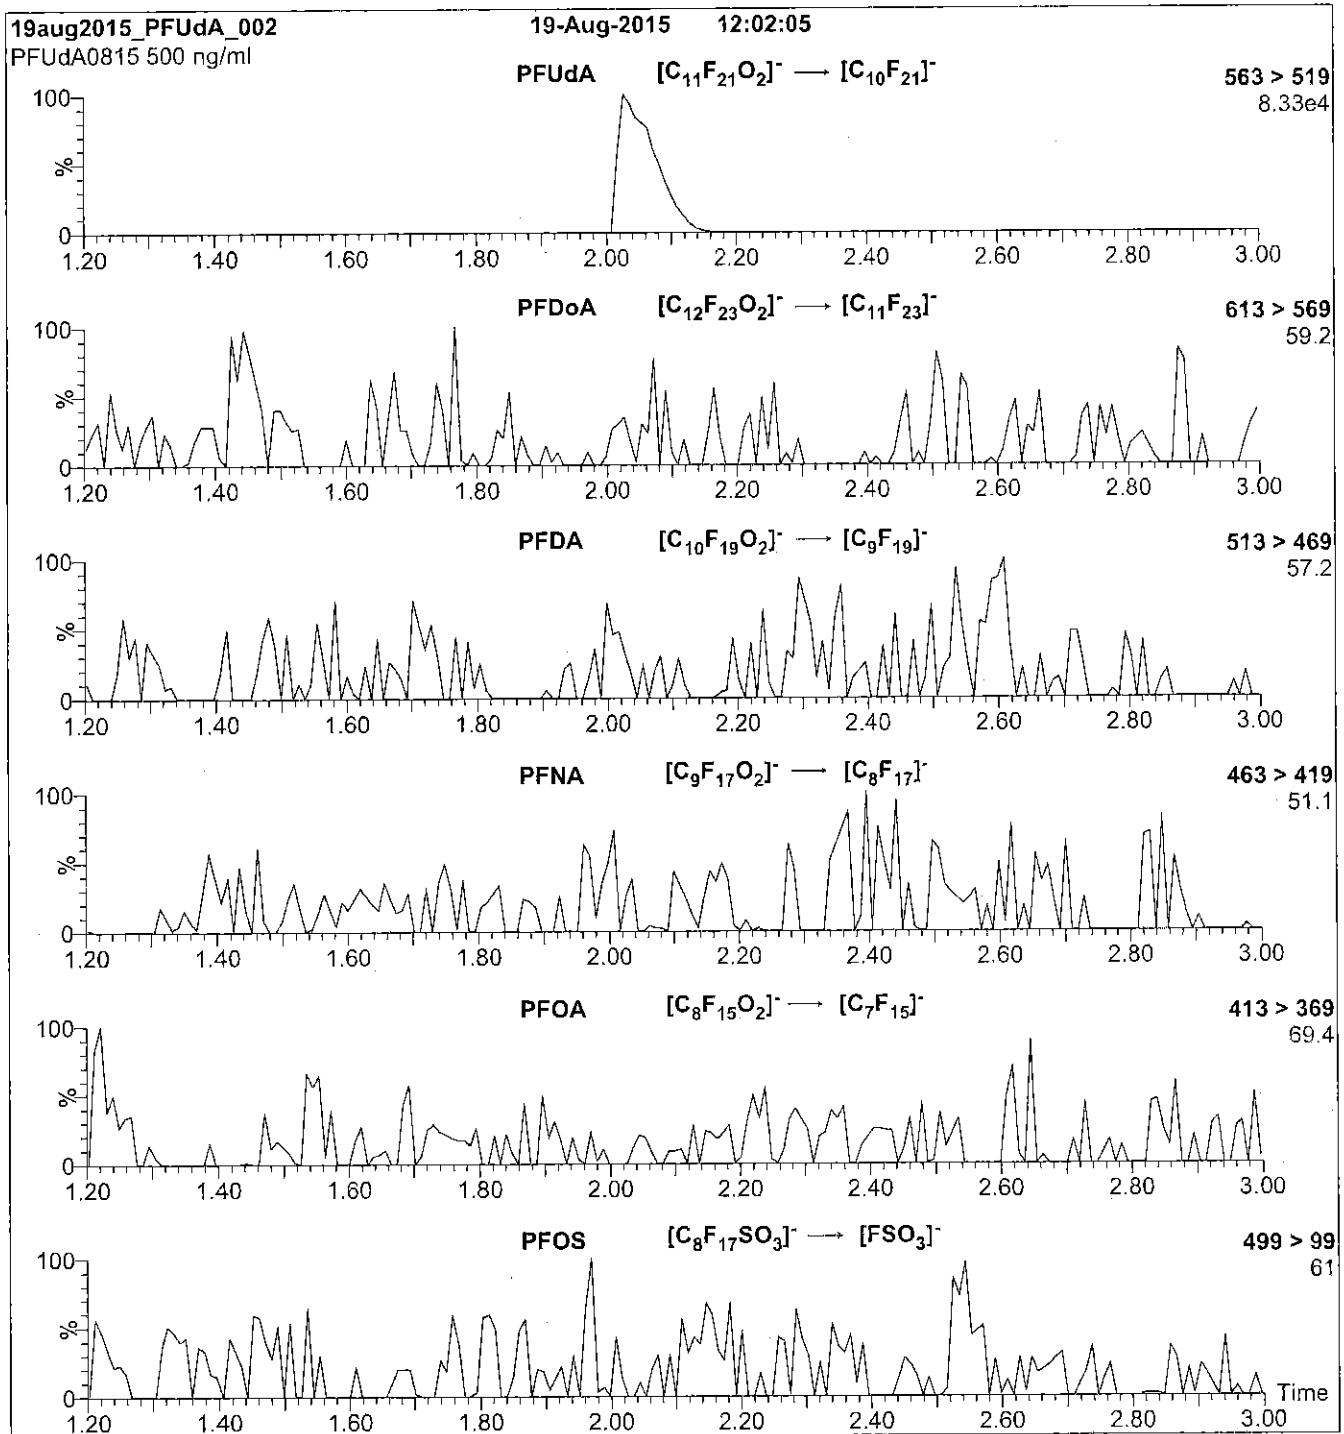 19aug2015_PFUdA_002 19-Aug-2015 12:02:05
PFUdA0815 500 ng/ml
PFUdA [C₁₁F₂₁O₂]⁻ ⟶ [C₁₀F₂₁]⁻ 563 > 519
8.33e4
100
%
0
1.20 1.40 1.60 1.80 2.00 2.20 2.40 2.60 2.80 3.00
PFDoA [C₁₂F₂₃O₂]⁻ ⟶ [C₁₁F₂₃]⁻ 613 > 569
59.2
100
%
0
1.20 1.40 1.60 1.80 2.00 2.20 2.40 2.60 2.80 3.00
PFDA [C₁₀F₁₉O₂]⁻ ⟶ [C₉F₁₉]⁻ 513 > 469
57.2
100
%
0
1.20 1.40 1.60 1.80 2.00 2.20 2.40 2.60 2.80 3.00
PFNA [C₉F₁₇O₂]⁻ ⟶ [C₈F₁₇]⁻ 463 > 419
51.1
100
%
0
1.20 1.40 1.60 1.80 2.00 2.20 2.40 2.60 2.80 3.00
PFOA [C₈F₁₅O₂]⁻ ⟶ [C₇F₁₅]⁻ 413 > 369
69.4
100
%
0
1.20 1.40 1.60 1.80 2.00 2.20 2.40 2.60 2.80 3.00
PFOS [C₈F₁₇SO₃]⁻ ⟶ [FSO₃]⁻ 499 > 99
61
100
%
0
Time
1.20 1.40 1.60 1.80 2.00 2.20 2.40 2.60 2.80 3.00